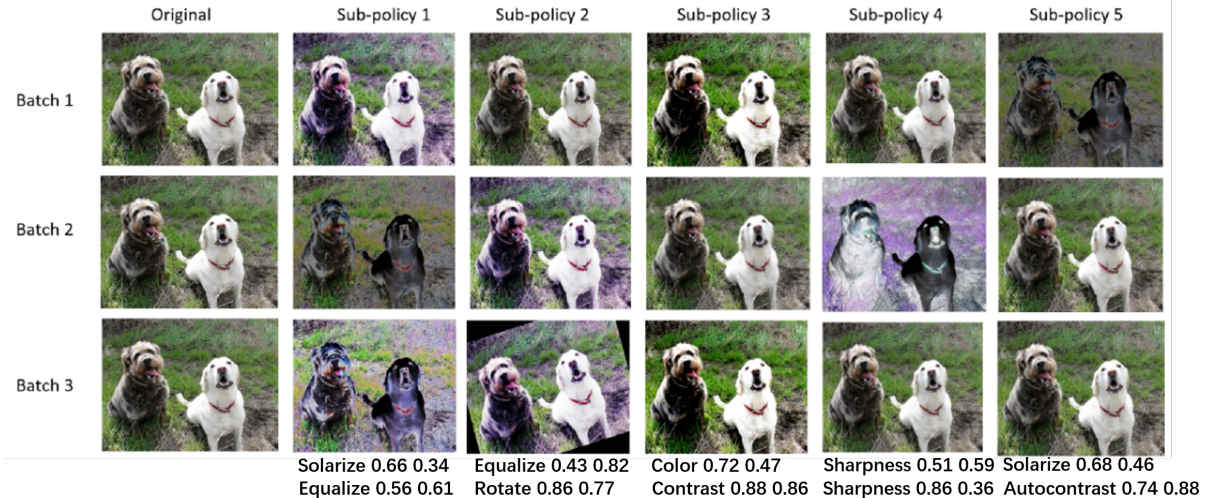 Original Sub-policy 1 Sub-policy 2 Sub-policy 3 Sub-policy 4 Sub-policy 5
Batch 1
Batch 2
Batch 3
Solarize 0.66 0.34 Equalize 0.43 0.82 Color 0.72 0.47 Sharpness 0.51 0.59 Solarize 0.68 0.46
Equalize 0.56 0.61 Rotate 0.86 0.77 Contrast 0.88 0.86 Sharpness 0.86 0.36 Autocontrast 0.74 0.88